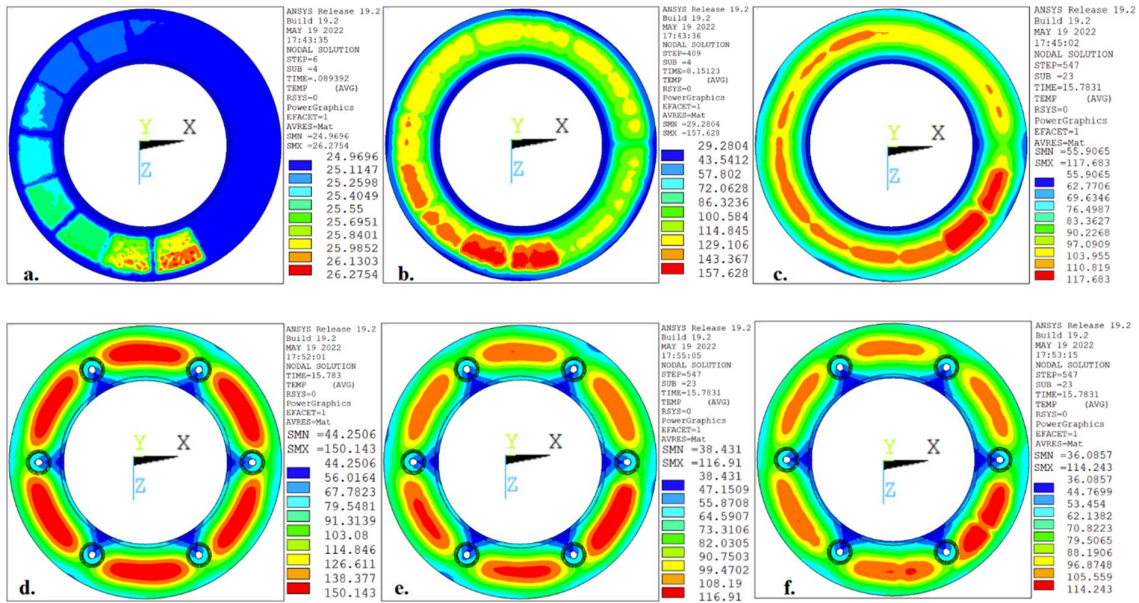 ANSYS Release 19.2
Build 19.2
MAY 19 2022
17:43:35
NODAL SOLUTION
STEP=6
SUB =4
TIME=.089392
TEMP (AVG)
RSYS=0
PowerGraphics
EFACET=1
AVRES=Mat
SMN =24.9696
SMX =26.2754
24.9696
25.1147
25.2598
25.4049
25.55
25.6951
25.8401
25.9852
26.1303
26.2754
Y
X
Z
a.
ANSYS Release 19.2
Build 19.2
MAY 19 2022
17:43:36
NODAL SOLUTION
STEP=409
SUB =4
TIME=8.15123
TEMP (AVG)
RSYS=0
PowerGraphics
EFACET=1
AVRES=Mat
SMN =29.2804
SMX =157.628
29.2804
43.5412
57.802
72.0628
86.3236
100.584
114.845
129.106
143.367
157.628
Y
X
Z
b.
ANSYS Release 19.2
Build 19.2
MAY 19 2022
17:45:02
NODAL SOLUTION
STEP=547
SUB =23
TIME=15.7831
TEMP (AVG)
RSYS=0
PowerGraphics
EFACET=1
AVRES=Mat
SMN =55.9065
SMX =117.683
55.9065
62.7706
69.6346
76.4987
83.3627
90.2268
97.0909
103.955
110.819
117.683
Y
X
Z
c.
ANSYS Release 19.2
Build 19.2
MAY 19 2022
17:52:01
NODAL SOLUTION
TIME=15.783
TEMP (AVG)
RSYS=0
PowerGraphics
EFACET=1
AVRES=Mat
SMN =44.2506
SMX =150.143
44.2506
56.0164
67.7823
79.5481
91.3139
103.08
114.846
126.611
138.377
150.143
Y
X
Z
d.
ANSYS Release 19.2
Build 19.2
MAY 19 2022
17:55:05
NODAL SOLUTION
STEP=547
SUB =23
TIME=15.7831
TEMP (AVG)
RSYS=0
PowerGraphics
EFACET=1
AVRES=Mat
SMN =38.431
SMX =116.91
38.431
47.1509
55.8708
64.5907
73.3106
82.0305
90.7503
99.4702
108.19
116.91
Y
X
Z
e.
ANSYS Release 19.2
Build 19.2
MAY 19 2022
17:53:15
NODAL SOLUTION
STEP=547
SUB =23
TIME=15.7831
TEMP (AVG)
RSYS=0
PowerGraphics
EFACET=1
AVRES=Mat
SMN =36.0857
SMX =114.243
36.0857
44.7699
53.454
62.1382
70.8223
79.5065
88.1906
96.8748
105.559
114.243
Y
X
Z
f.